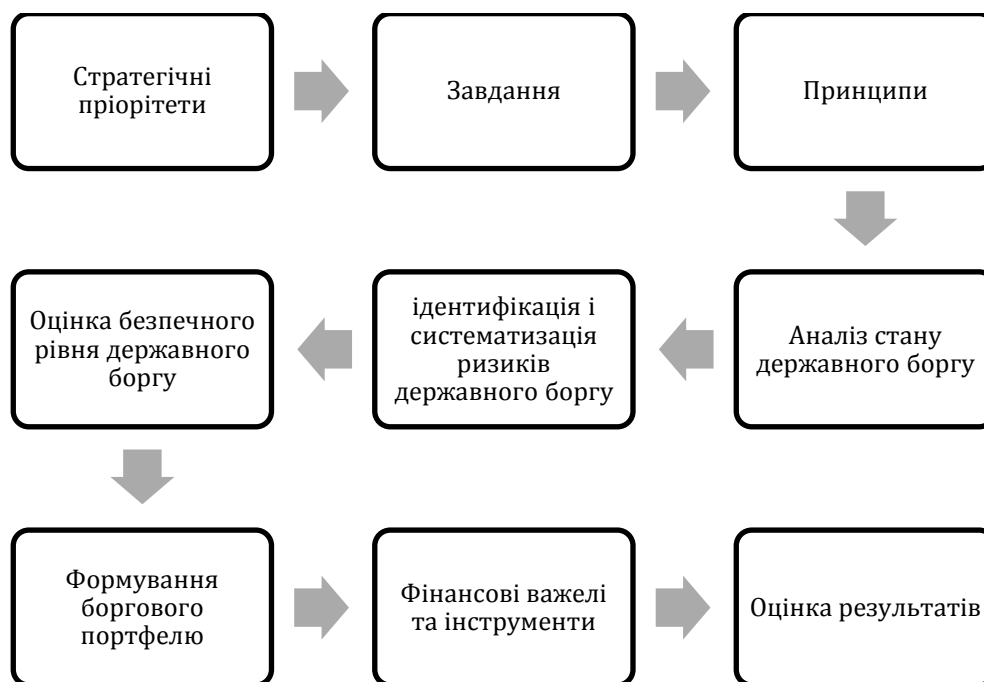 Стратегічні
пріорітети
Завдання
Принципи
Аналіз стану
державного боргу
ідентифікація і
систематизація
ризиків
державного боргу
Оцінка безпечного
рівня державного
боргу
Формування
боргового
портфелю
Фінансові важелі
та інструменти
Оцінка результатів